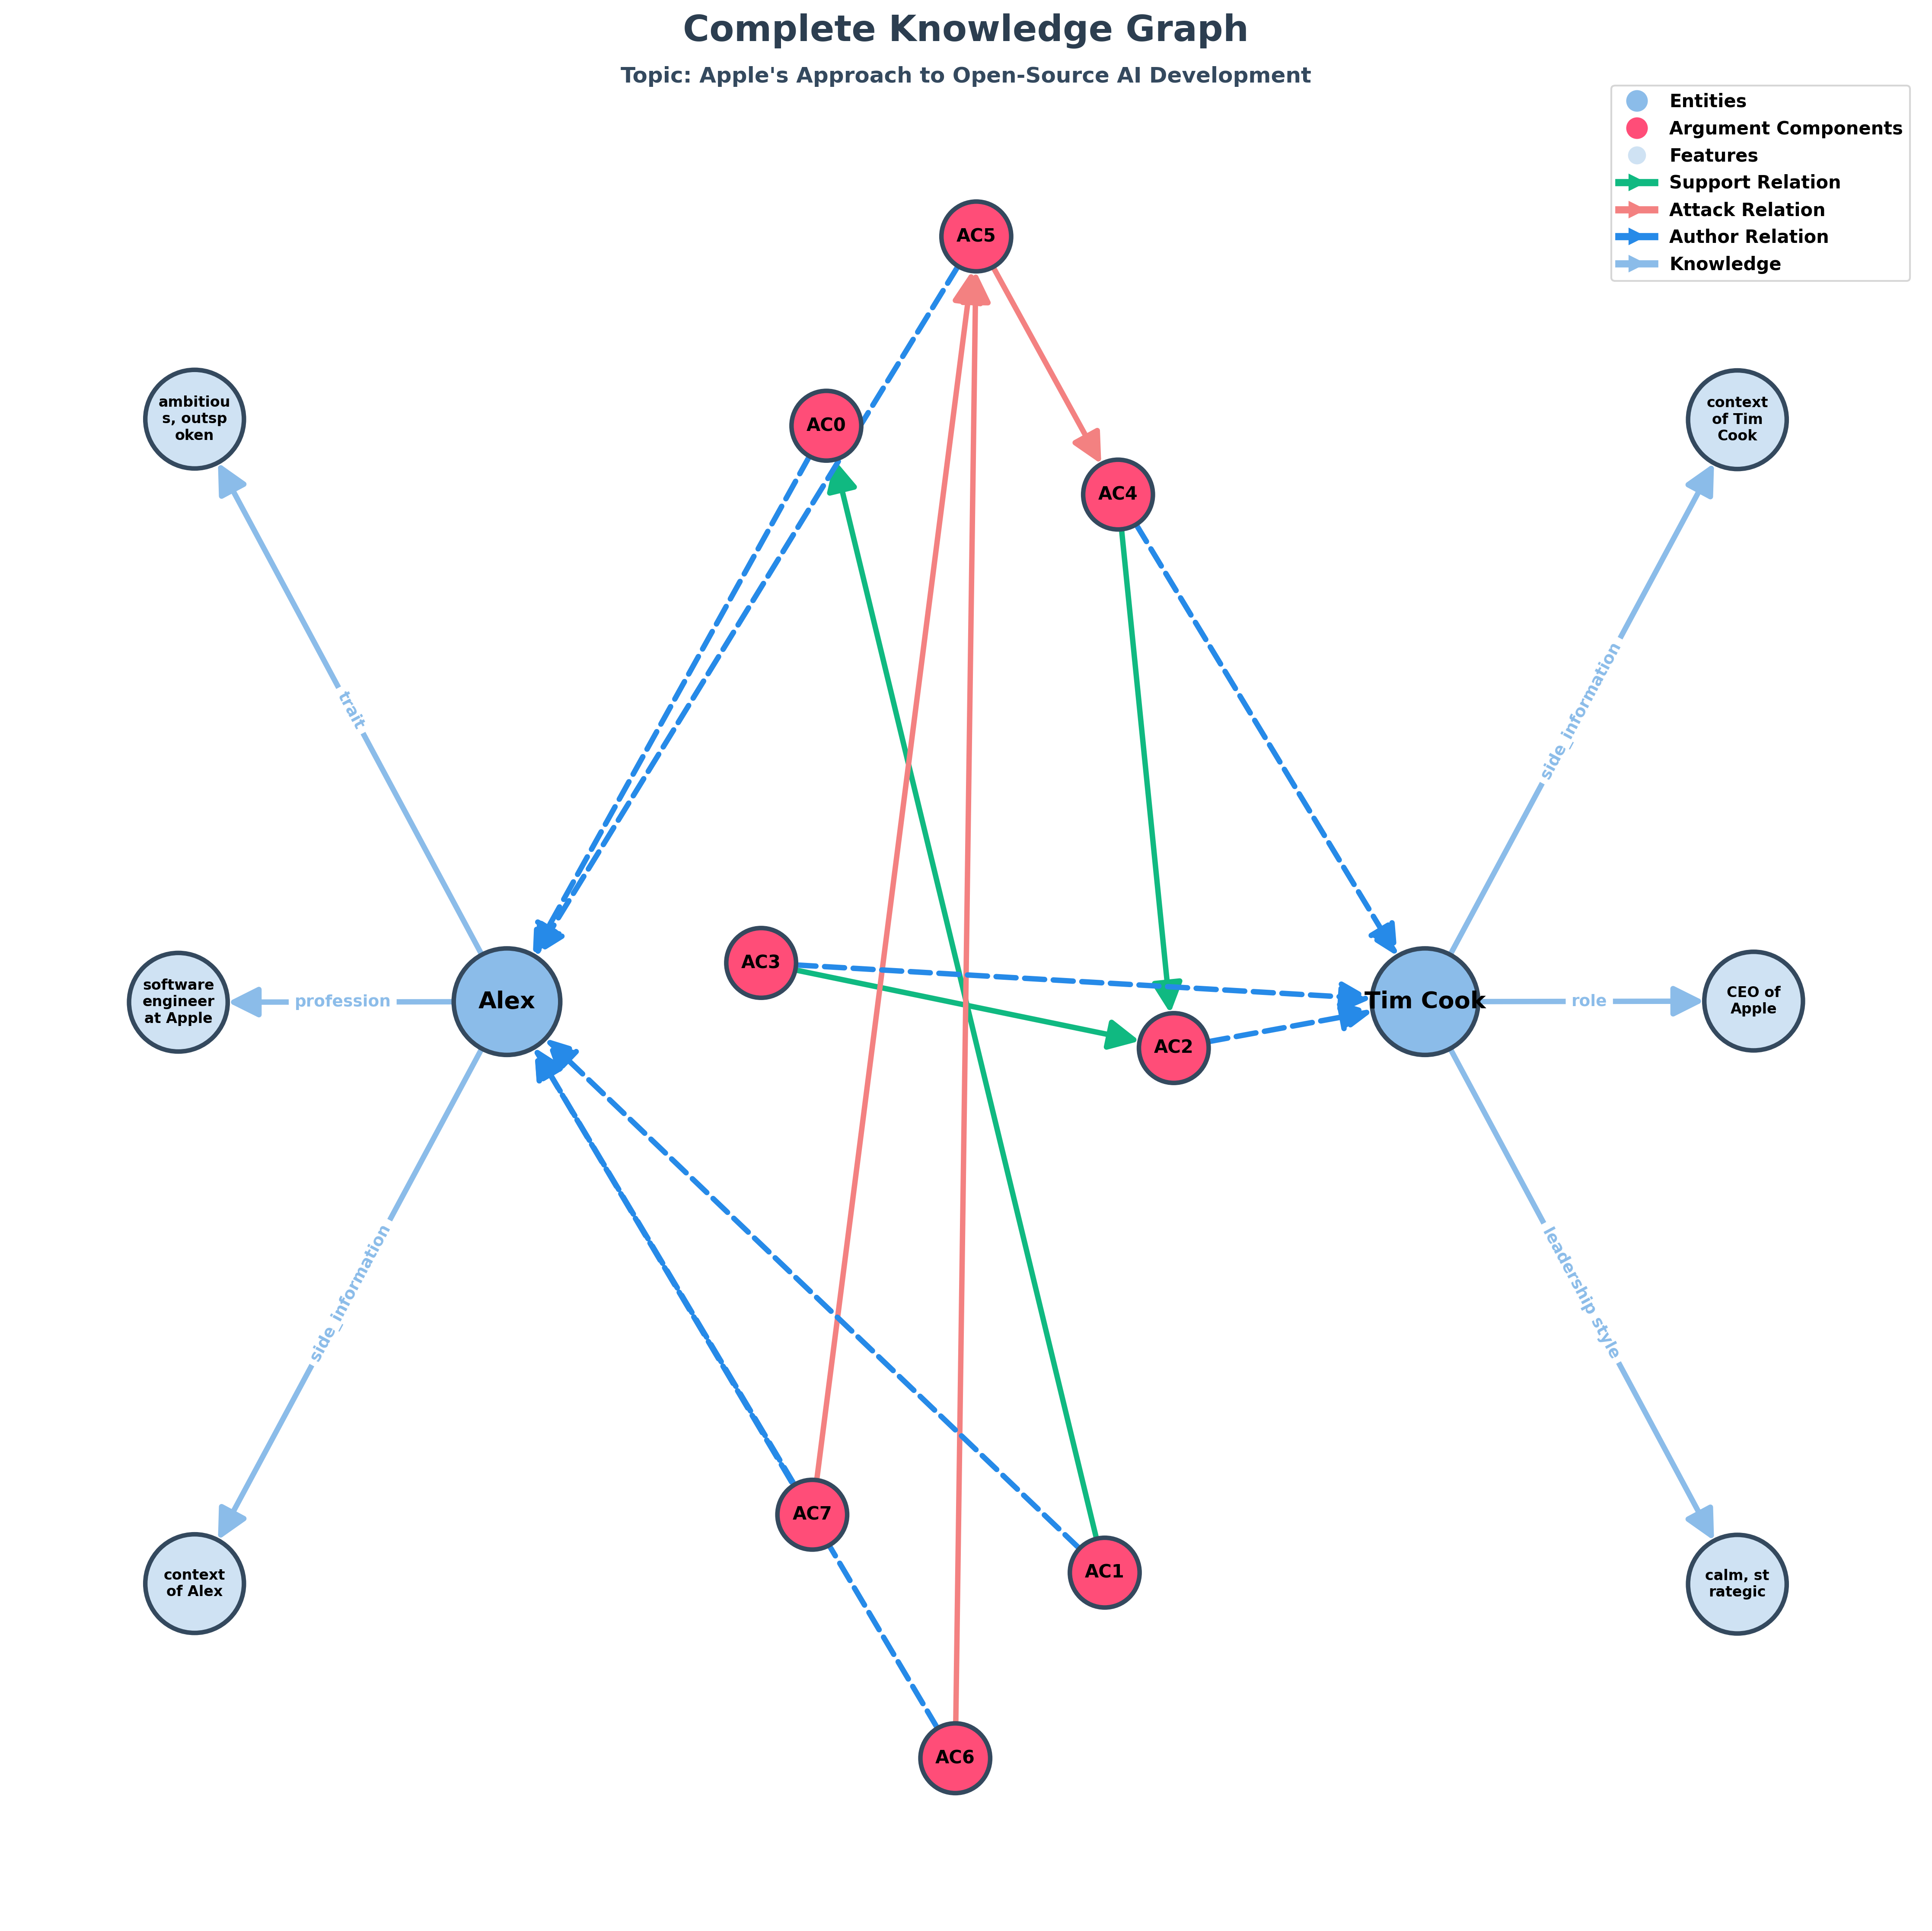 Complete Knowledge Graph
Topic: Apple's Approach to Open-Source AI Development
Entities
Argument Components
Features
Support Relation
Attack Relation
Author Relation
Knowledge
AC5
ambitiou
s, outsp
oken
AC0
context
of Tim
Cook
AC4
trait
side_information
AC3
software
engineer
at Apple
profession
Alex
Tim Cook
role
CEO of
Apple
AC2
side_information
leadership style
AC7
AC1
context
of Alex
calm, st
rategic
AC6